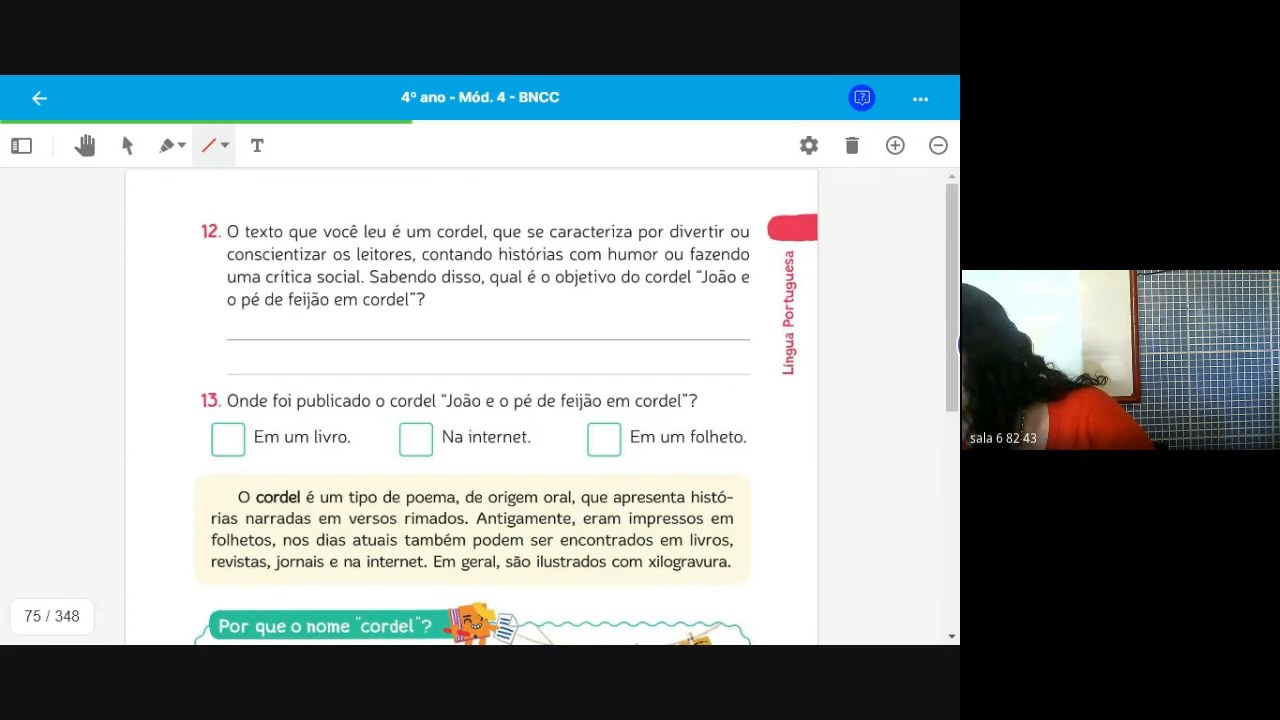 4º ano - Mód. 4 - BNCC
T
12. O texto que você leu é um cordel, que se caracteriza por divertir ou
conscientizar os leitores, contando histórias com humor ou fazendo
uma crítica social. Sabendo disso, qual é o objetivo do cordel “João e
o pé de feijão em cordel”?
Língua Portuguesa
13. Onde foi publicado o cordel “João e o pé de feijão em cordel”?
Em um livro. Na internet. Em um folheto.
O cordel é um tipo de poema, de origem oral, que apresenta histó-
rias narradas em versos rimados. Antigamente, eram impressos em
folhetos, nos dias atuais também podem ser encontrados em livros,
revistas, jornais e na internet. Em geral, são ilustrados com xilogravura.
75 / 348
Por que o nome “cordel”?
sala 6 82 43